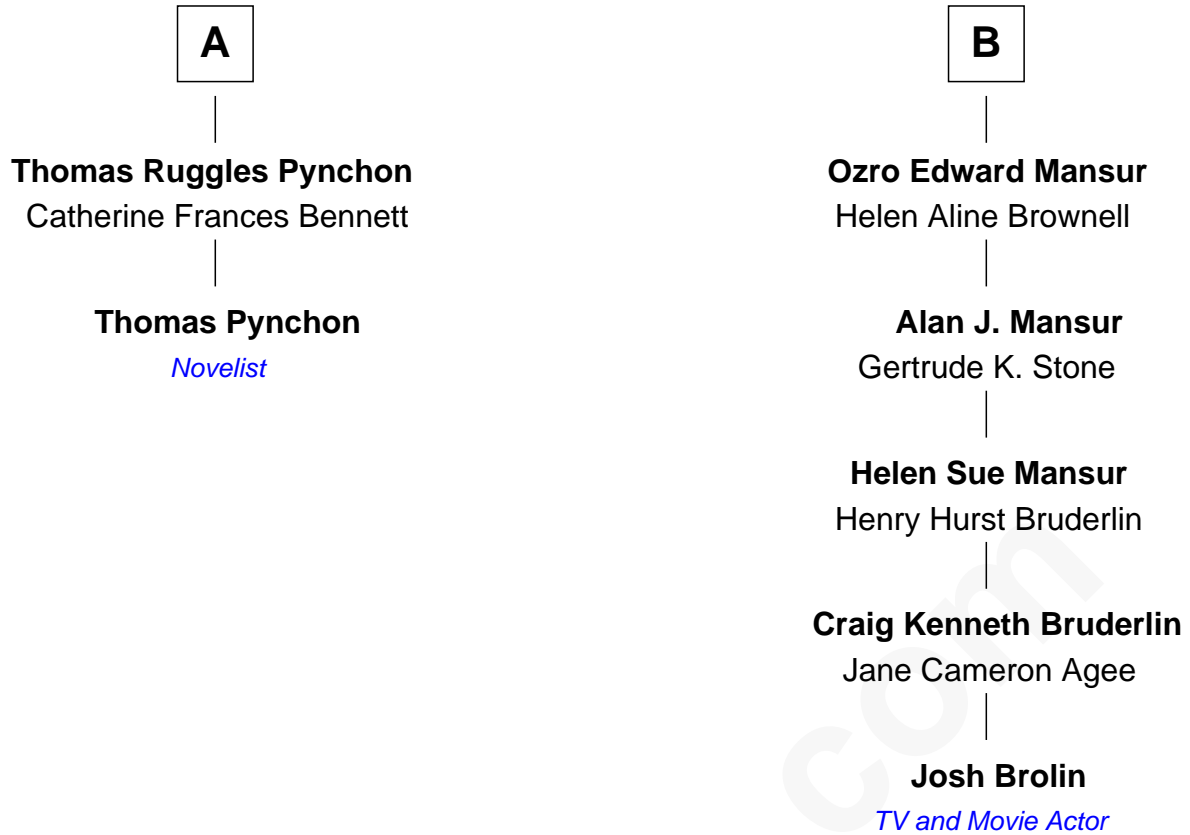 A
Thomas Ruggles Pynchon
Catherine Frances Bennett
Thomas Pynchon
Novelist
B
Ozro Edward Mansur
Helen Aline Brownell
Alan J. Mansur
Gertrude K. Stone
Helen Sue Mansur
Henry Hurst Bruderlin
Craig Kenneth Bruderlin
Jane Cameron Agee
Josh Brolin
TV and Movie Actor
com